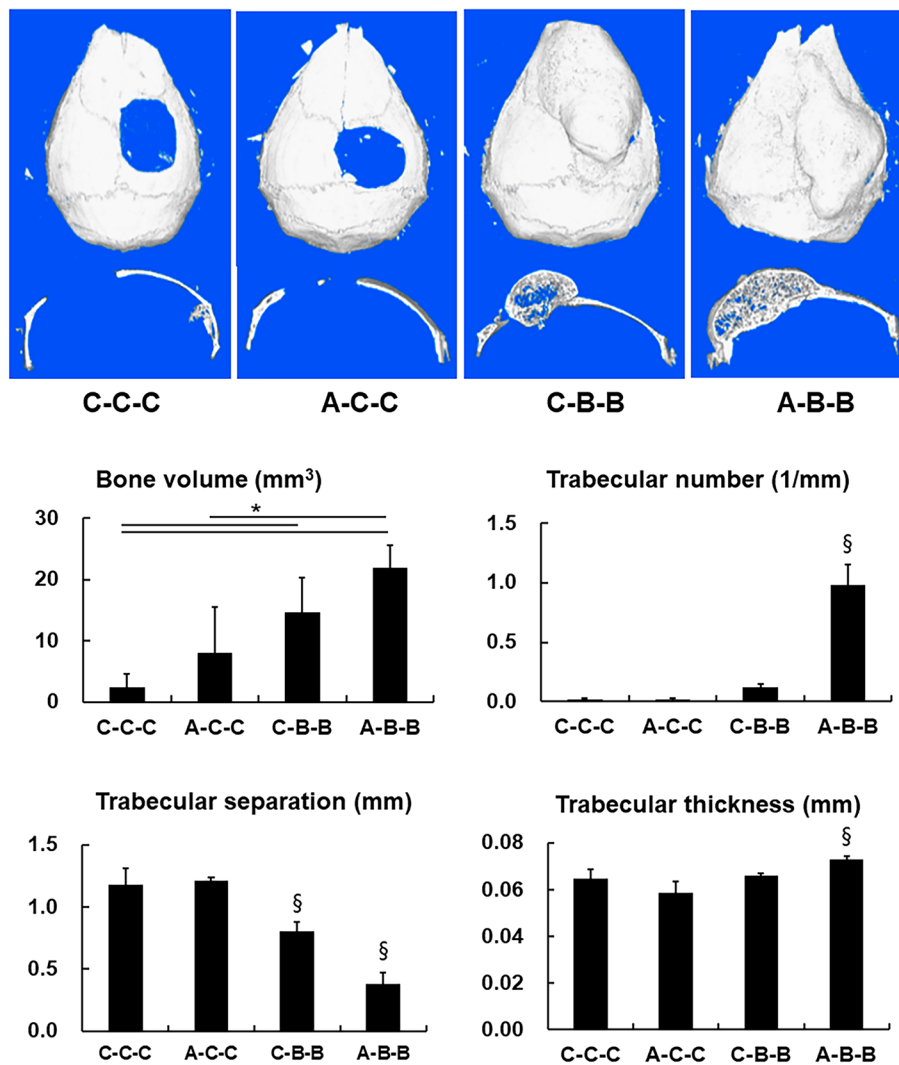 C-C-C A-C-C C-B-B A-B-B
Bone volume (mm³)
30
20
10
0
*
C-C-C A-C-C C-B-B A-B-B
Trabecular number (1/mm)
1.5
1.0
0.5
0.0
§
C-C-C A-C-C C-B-B A-B-B
Trabecular separation (mm)
1.5
1.0
0.5
0.0
§
§
C-C-C A-C-C C-B-B A-B-B
Trabecular thickness (mm)
0.08
0.06
0.04
0.02
0.00
§
C-C-C A-C-C C-B-B A-B-B